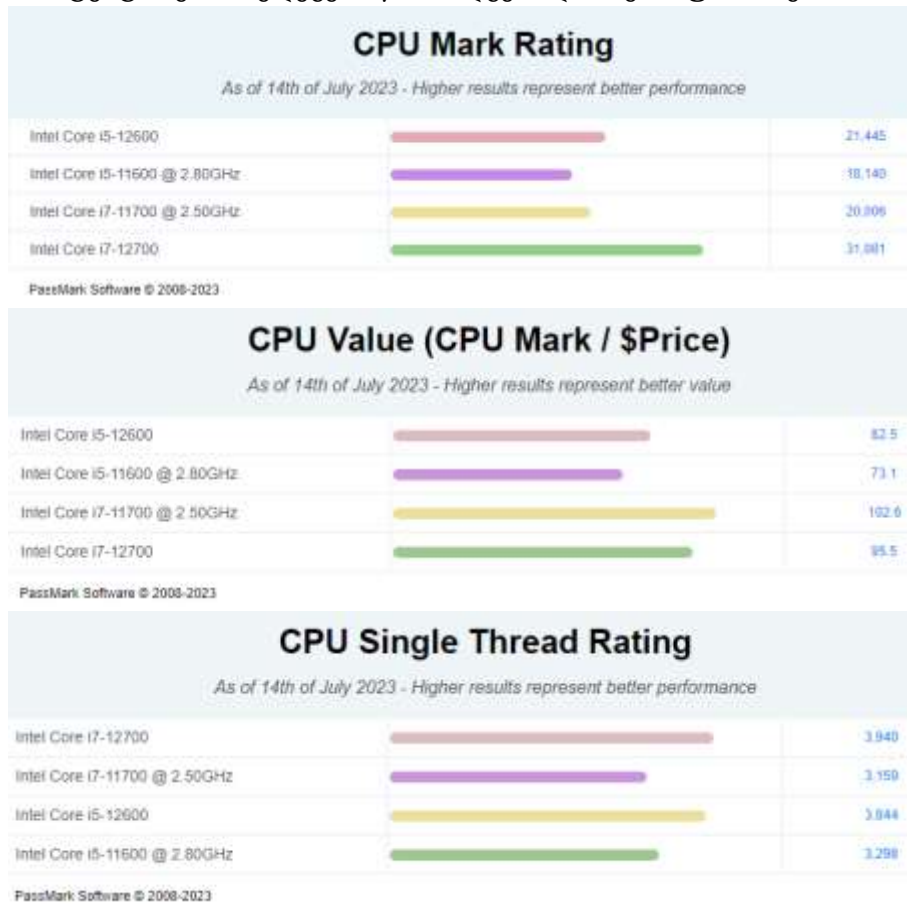 CPU Mark Rating
As of 14th of July 2023 - Higher results represent better performance
Intel Core i5-12600 21,445
Intel Core i5-11600 @ 2.80GHz 18,140
Intel Core i7-11700 @ 2.50GHz 20,006
Intel Core i7-12700
PassMark Software © 2008-2023
CPU Value (CPU Mark / $Price)
As of 14th of July 2023 - Higher results represent better value
Intel Core i5-12600 82.5
Intel Core i5-11600 @ 2.80GHz 73.1
Intel Core i7-11700 @ 2.50GHz 102.6
Intel Core i7-12700 95.5
PassMark Software © 2008-2023
CPU Single Thread Rating
As of 14th of July 2023 - Higher results represent better performance
Intel Core i7-12700 3,940
Intel Core i7-11700 @ 2.50GHz 3,159
Intel Core i5-12600 3,844
Intel Core i5-11600 @ 2.80GHz 3,298
PassMark Software © 2008-2023